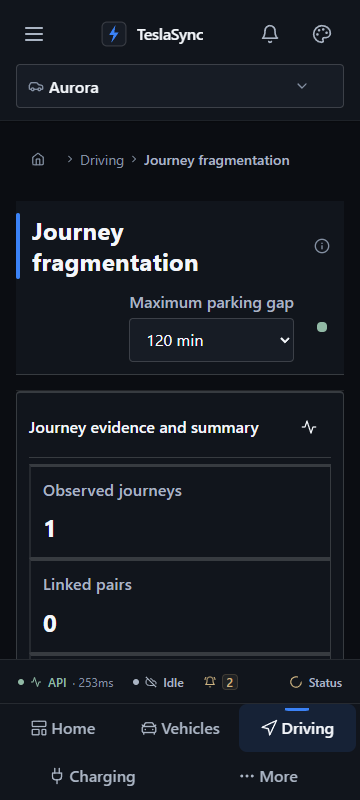 TeslaSync
Aurora
Driving
Journey fragmentation
Journey
fragmentation
Maximum parking gap
120 min
Journey evidence and summary
Observed journeys
1
Linked pairs
0
API · 253ms
Idle
2
Status
Home
Vehicles
Driving
Charging
More